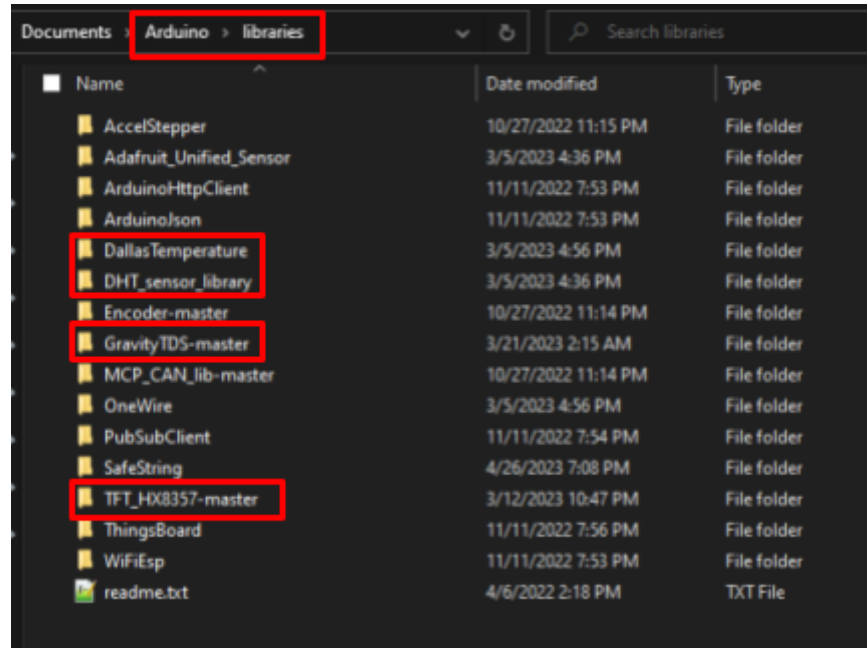 Documents > Arduino > libraries Search libraries
Name Date modified Type
AccelStepper 10/27/2022 11:15 PM File folder
Adafruit_Unified_Sensor 3/5/2023 4:36 PM File folder
ArduinoHttpClient 11/11/2022 7:53 PM File folder
ArduinoJson 11/11/2022 7:53 PM File folder
DallasTemperature 3/5/2023 4:56 PM File folder
DHT_sensor_library 3/5/2023 4:36 PM File folder
Encoder-master 10/27/2022 11:14 PM File folder
GravityTDS-master 3/21/2023 2:15 AM File folder
MCP_CAN_lib-master 10/27/2022 11:14 PM File folder
OneWire 3/5/2023 4:56 PM File folder
PubSubClient 11/11/2022 7:54 PM File folder
SafeString 4/26/2023 7:08 PM File folder
TFT_HX8357-master 3/12/2023 10:47 PM File folder
ThingsBoard 11/11/2022 7:56 PM File folder
WiFiEsp 11/11/2022 7:53 PM File folder
readme.txt 4/6/2022 2:18 PM TXT File